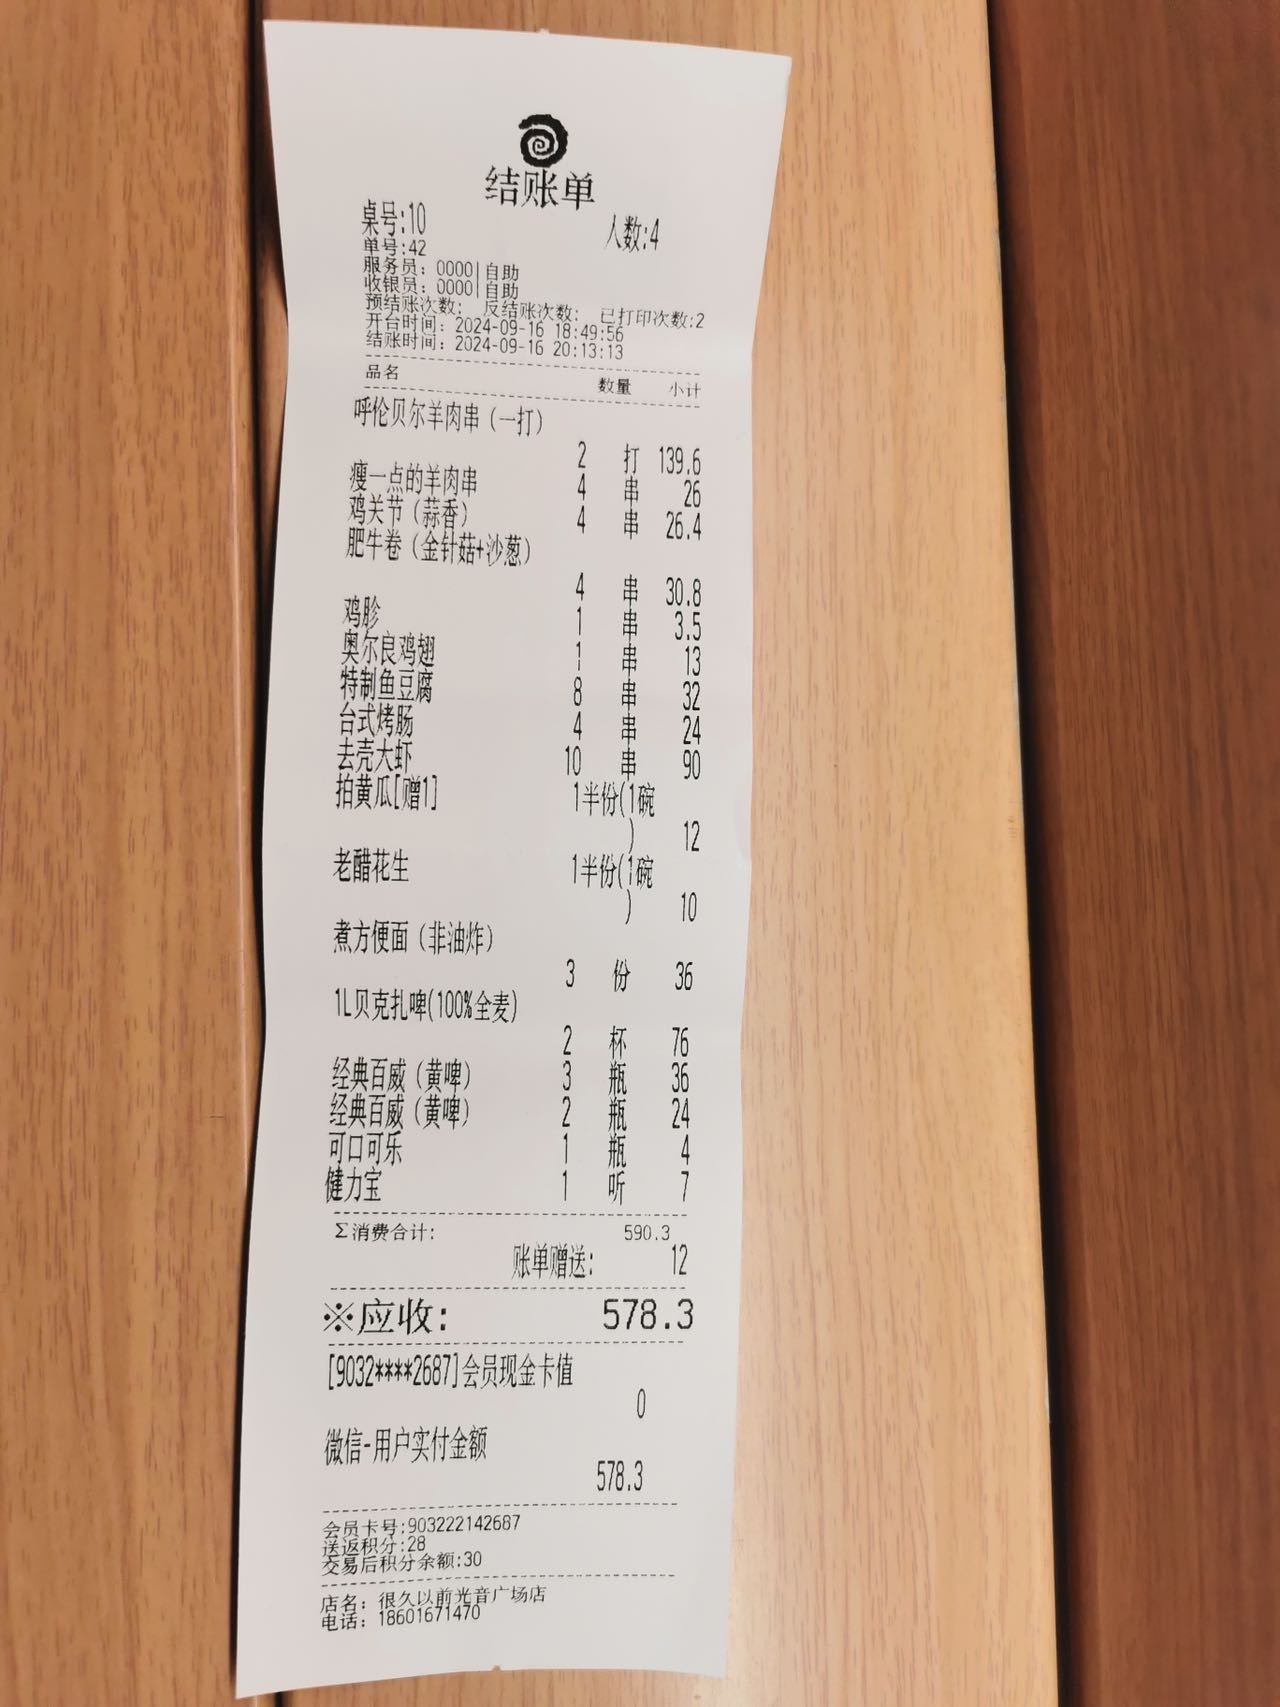 结账单
桌号:10 人数:4
单号:42
服务员: 0000|自助
收银员: 0000|自助
预结账次数: 反结账次数: 已打印次数:2
开台时间: 2024-09-16 18:49:56
结账时间: 2024-09-16 20:13:13
品名 数量 小计
呼伦贝尔羊肉串(一打)
2 打 139.6
瘦一点的羊肉串 4 串 26
鸡关节(蒜香) 4 串 26.4
肥牛卷(金针菇+沙葱)
4 串 30.8
鸡胗 1 串 3.5
奥尔良鸡翅 1 串 13
特制鱼豆腐 8 串 32
台式烤肠 4 串 24
去壳大虾 10 串 90
拍黄瓜[赠1] 1半份(1碗
) 12
老醋花生 1半份(1碗
) 10
煮方便面(非油炸)
3 份 36
1L贝克扎啤(100%全麦)
2 杯 76
经典百威(黄啤) 3 瓶 36
经典百威(黄啤) 2 瓶 24
可口可乐 1 瓶 4
健力宝 1 听 7
Σ消费合计: 590.3
账单赠送: 12
※应收: 578.3
[9032****2687]会员现金卡值
0
微信-用户实付金额
578.3
会员卡号:903222142687
送返积分:28
交易后积分余额:30
店名: 很久以前光音广场店
电话: 18601671470